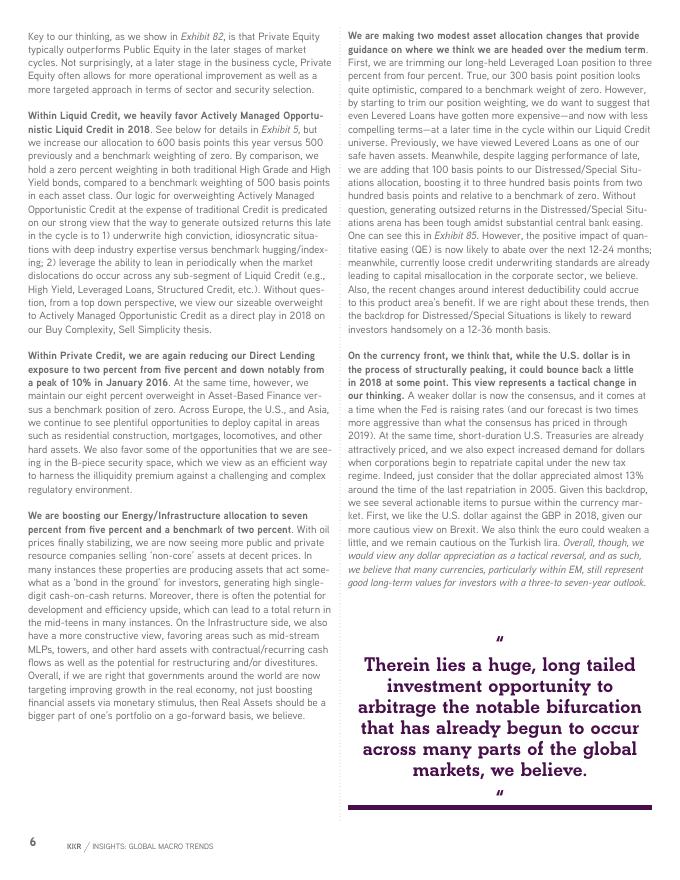 Key to our thinking, as we show in Exhibit 82, is that Private Equity
typically outperforms Public Equity in the later stages of market
cycles. Not surprisingly, at a later stage in the business cycle, Private
Equity often allows for more operational improvement as well as a
more targeted approach in terms of sector and security selection.
Within Liquid Credit, we heavily favor Actively Managed Opportu-
nistic Liquid Credit in 2018. See below for details in Exhibit 5, but
we increase our allocation to 600 basis points this year versus 500
previously and a benchmark weighting of zero. By comparison, we
hold a zero percent weighting in both traditional High Grade and High
Yield bonds, compared to a benchmark weighting of 500 basis points
in each asset class. Our logic for overweighting Actively Managed
Opportunistic Credit at the expense of traditional Credit is predicated
on our strong view that the way to generate outsized returns this late
in the cycle is to 1) underwrite high conviction, idiosyncratic situa-
tions with deep industry expertise versus benchmark hugging/index-
ing; 2) leverage the ability to lean in periodically when the market
dislocations do occur across any sub-segment of Liquid Credit (e.g.,
High Yield, Leveraged Loans, Structured Credit, etc.). Without ques-
tion, from a top down perspective, we view our sizeable overweight
to Actively Managed Opportunistic Credit as a direct play in 2018 on
our Buy Complexity, Sell Simplicity thesis.
Within Private Credit, we are again reducing our Direct Lending
exposure to two percent from five percent and down notably from
a peak of 10% in January 2016. At the same time, however, we
maintain our eight percent overweight in Asset-Based Finance ver-
sus a benchmark position of zero. Across Europe, the U.S., and Asia,
we continue to see plentiful opportunities to deploy capital in areas
such as residential construction, mortgages, locomotives, and other
hard assets. We also favor some of the opportunities that we are see-
ing in the B-piece security space, which we view as an efficient way
to harness the illiquidity premium against a challenging and complex
regulatory environment.
We are boosting our Energy/Infrastructure allocation to seven
percent from five percent and a benchmark of two percent. With oil
prices finally stabilizing, we are now seeing more public and private
resource companies selling ‘non-core’ assets at decent prices. In
many instances these properties are producing assets that act some-
what as a ‘bond in the ground’ for investors, generating high single-
digit cash-on-cash returns. Moreover, there is often the potential for
development and efficiency upside, which can lead to a total return in
the mid-teens in many instances. On the Infrastructure side, we also
have a more constructive view, favoring areas such as mid-stream
MLPs, towers, and other hard assets with contractual/recurring cash
flows as well as the potential for restructuring and/or divestitures.
Overall, if we are right that governments around the world are now
targeting improving growth in the real economy, not just boosting
financial assets via monetary stimulus, then Real Assets should be a
bigger part of one’s portfolio on a go-forward basis, we believe.
We are making two modest asset allocation changes that provide
guidance on where we think we are headed over the medium term.
First, we are trimming our long-held Leveraged Loan position to three
percent from four percent. True, our 300 basis point position looks
quite optimistic, compared to a benchmark weight of zero. However,
by starting to trim our position weighting, we do want to suggest that
even Levered Loans have gotten more expensive—and now with less
compelling terms—at a later time in the cycle within our Liquid Credit
universe. Previously, we have viewed Levered Loans as one of our
safe haven assets. Meanwhile, despite lagging performance of late,
we are adding that 100 basis points to our Distressed/Special Situ-
ations allocation, boosting it to three hundred basis points from two
hundred basis points and relative to a benchmark of zero. Without
question, generating outsized returns in the Distressed/Special Situ-
ations arena has been tough amidst substantial central bank easing.
One can see this in Exhibit 85. However, the positive impact of quan-
titative easing (QE) is now likely to abate over the next 12-24 months;
meanwhile, currently loose credit underwriting standards are already
leading to capital misallocation in the corporate sector, we believe.
Also, the recent changes around interest deductibility could accrue
to this product area’s benefit. If we are right about these trends, then
the backdrop for Distressed/Special Situations is likely to reward
investors handsomely on a 12-36 month basis.
On the currency front, we think that, while the U.S. dollar is in
the process of structurally peaking, it could bounce back a little
in 2018 at some point. This view represents a tactical change in
our thinking. A weaker dollar is now the consensus, and it comes at
a time when the Fed is raising rates (and our forecast is two times
more aggressive than what the consensus has priced in through
2019). At the same time, short-duration U.S. Treasuries are already
attractively priced, and we also expect increased demand for dollars
when corporations begin to repatriate capital under the new tax
regime. Indeed, just consider that the dollar appreciated almost 13%
around the time of the last repatriation in 2005. Given this backdrop,
we see several actionable items to pursue within the currency mar-
ket. First, we like the U.S. dollar against the GBP in 2018, given our
more cautious view on Brexit. We also think the euro could weaken a
little, and we remain cautious on the Turkish lira. Overall, though, we
would view any dollar appreciation as a tactical reversal, and as such,
we believe that many currencies, particularly within EM, still represent
good long-term values for investors with a three-to seven-year outlook.
“
Therein lies a huge, long tailed
investment opportunity to
arbitrage the notable bifurcation
that has already begun to occur
across many parts of the global
markets, we believe.
“
6 KKR / INSIGHTS: GLOBAL MACRO TRENDS